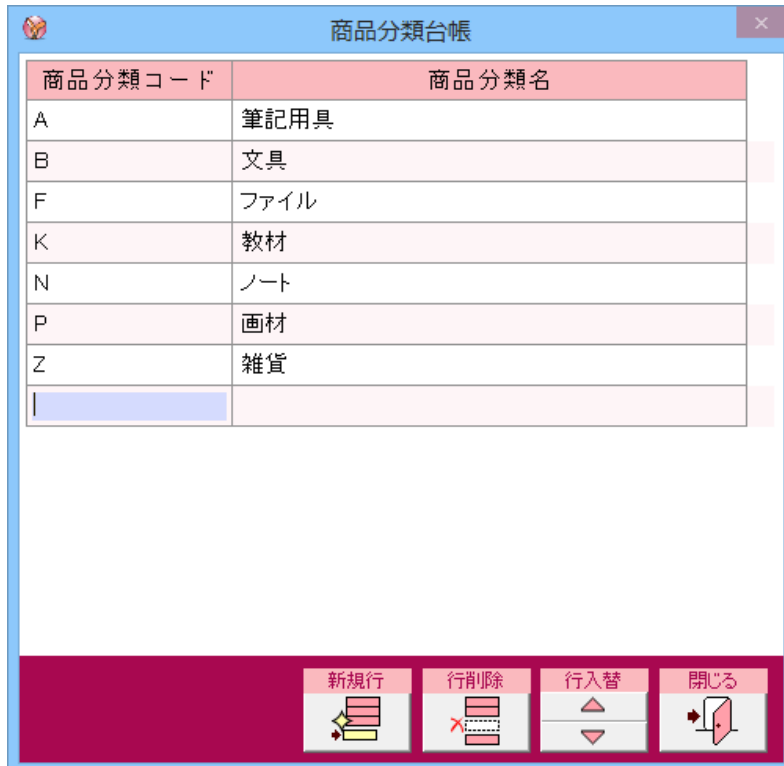 商品分類台帳
商品分類コード 商品分類名
A 筆記用具
B 文具
F ファイル
K 教材
N ノート
P 画材
Z 雑貨
新規行 行削除 行入替 閉じる